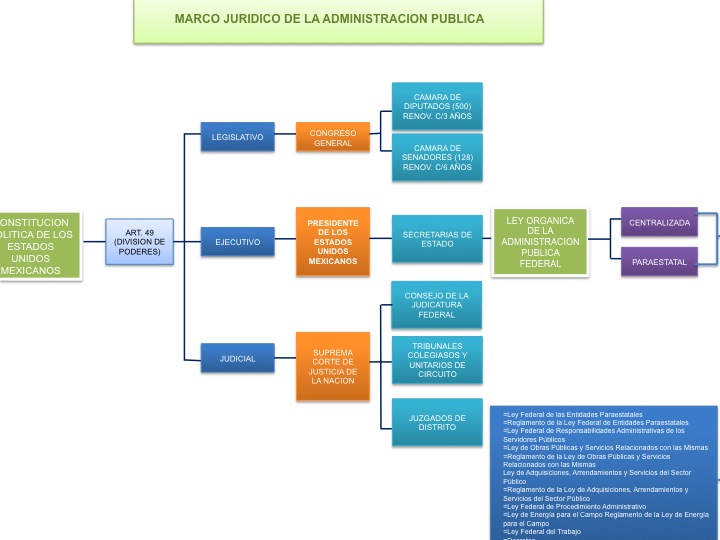 MARCO JURIDICO DE LA ADMINISTRACION PUBLICA
CAMARA DE
DIPUTADOS (500)
RENOV. C/3 AÑOS
LEGISLATIVO
CONGRESO
GENERAL
CAMARA DE
SENADORES (128)
RENOV. C/6 AÑOS
ONSTITUCION
OLITICA DE LOS
ESTADOS
UNIDOS
MEXICANOS
ART. 49
(DIVISION DE
PODERES)
EJECUTIVO
PRESIDENTE
DE LOS
ESTADOS
UNIDOS
MEXICANOS
SECRETARIAS DE
ESTADO
LEY ORGANICA
DE LA
ADMINISTRACION
PUBLICA
FEDERAL
CENTRALIZADA
PARAESTATAL
CONSEJO DE LA
JUDICATURA
FEDERAL
JUDICIAL
SUPREMA
CORTE DE
JUSTICIA DE
LA NACION
TRIBUNALES
COLEGIASOS Y
UNITARIOS DE
CIRCUITO
JUZGADOS DE
DISTRITO
=Ley Federal de las Entidades Paraestatales
=Reglamento de la Ley Federal de Entidades Paraestatales
=Ley Federal de Responsabilidades Administrativas de los
Servidores Públicos
=Ley de Obras Públicas y Servicios Relacionados con las Mismas
=Reglamento de la Ley de Obras Públicas y Servicios
Relacionados con las Mismas
Ley de Adquisiciones, Arrendamientos y Servicios del Sector
Público
=Reglamento de la Ley de Adquisiciones, Arrendamientos y
Servicios del Sector Público
=Ley Federal de Procedimiento Administrativo
=Ley de Energía para el Campo Reglamento de la Ley de Energía
para el Campo
=Ley Federal del Trabajo